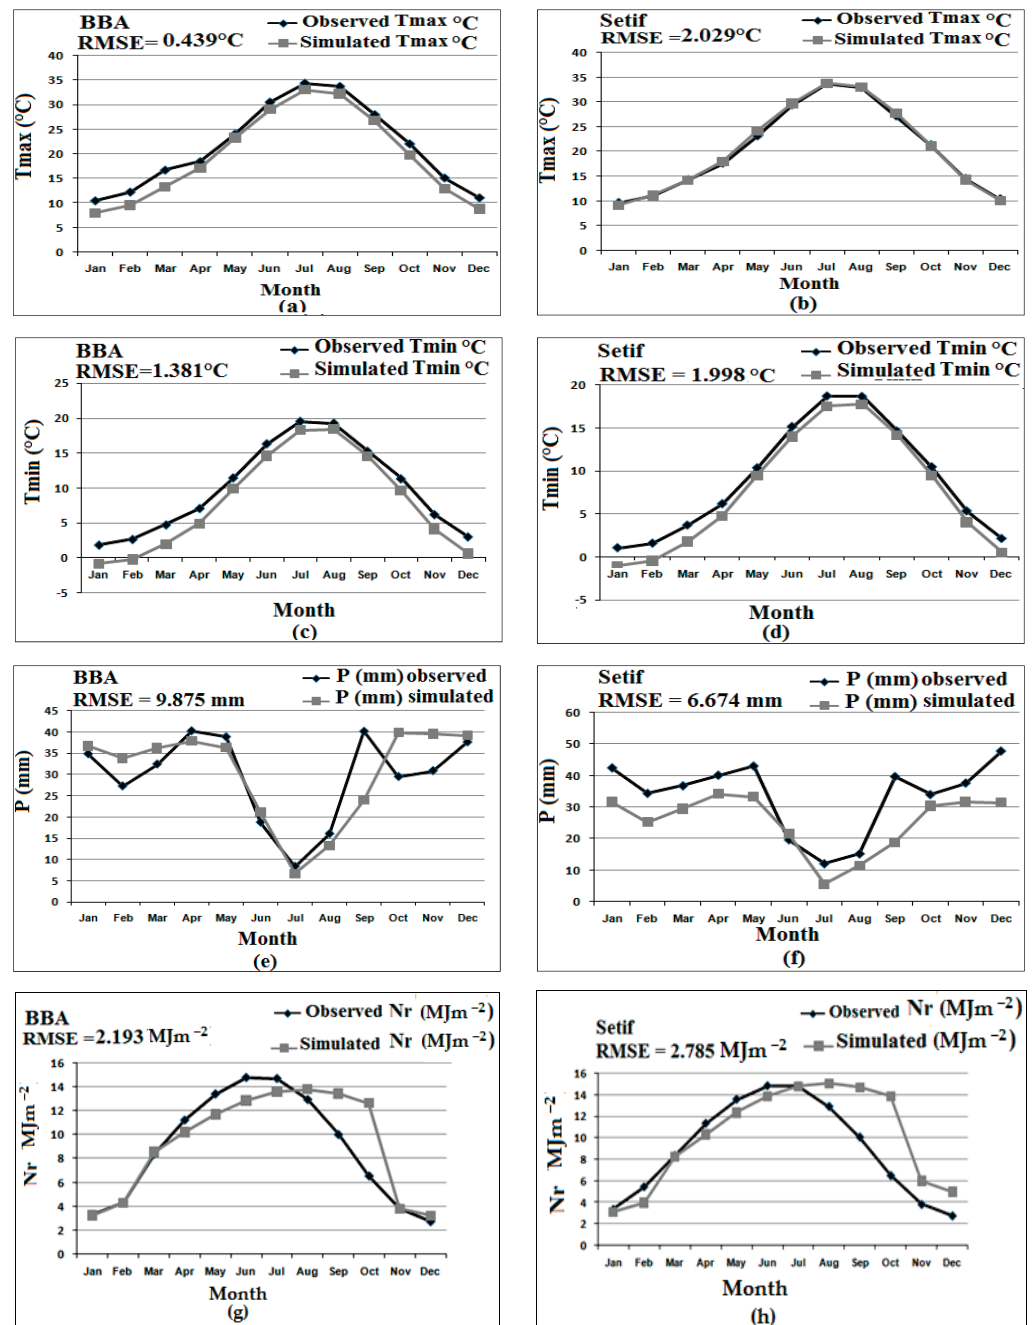 BBA
RMSE= 0.439°C
Observed Tmax °C
Simulated Tmax °C
Tmax (°C)
40
35
30
25
20
15
10
5
0
Jan Feb Mar Apr May Jun Jul Aug Sep Oct Nov Dec
Month
(a)
Setif
RMSE =2.029°C
Observed Tmax °C
Simulated Tmax °C
Tmax (°C)
40
35
30
25
20
15
10
5
0
Jan Feb Mar Apr May Jun Jul Aug Sep Oct Nov Dec
Month
(b)
BBA
RMSE=1.381°C
Observed Tmin °C
Simulated Tmin °C
Tmin (°C)
25
20
15
10
5
0
-5
Jan Feb Mar Apr May Jun Jul Aug Sep Oct Nov Dec
Month
(c)
Setif
RMSE = 1.998 °C
Observed Tmin °C
Simulated Tmin °C
Tmin (°C)
20
15
10
5
0
-5
Jan Feb Mar Apr May Jun Jul Aug Sep Oct Nov Dec
Month
(d)
BBA
RMSE = 9.875 mm
P (mm) observed
P (mm) simulated
P (mm)
45
40
35
30
25
20
15
10
5
0
Jan Feb Mar Apr May Jun Jul Aug Sep Oct Nov Dec
Month
(e)
Setif
RMSE = 6.674 mm
P (mm) observed
P (mm) simulated
P (mm)
60
50
40
30
20
10
0
Jan Feb Mar Apr May Jun Jul Aug Sep Oct Nov Dec
Month
(f)
BBA
RMSE =2.193 MJm⁻²
Observed Nr (MJm⁻²)
Simulated Nr (MJm⁻²)
Nr MJm⁻²
16
14
12
10
8
6
4
2
0
Jan Feb Mar Apr May Jun Jul Aug Sep Oct Nov Dec
Month
(g)
Setif
RMSE = 2.785 MJm⁻²
Observed Nr (MJm⁻²)
Simulated (MJm⁻²)
Nr MJm⁻²
16
14
12
10
8
6
4
2
0
Jan Feb Mar Apr May Jun Jul Aug Sep Oct Nov Dec
Month
(h)